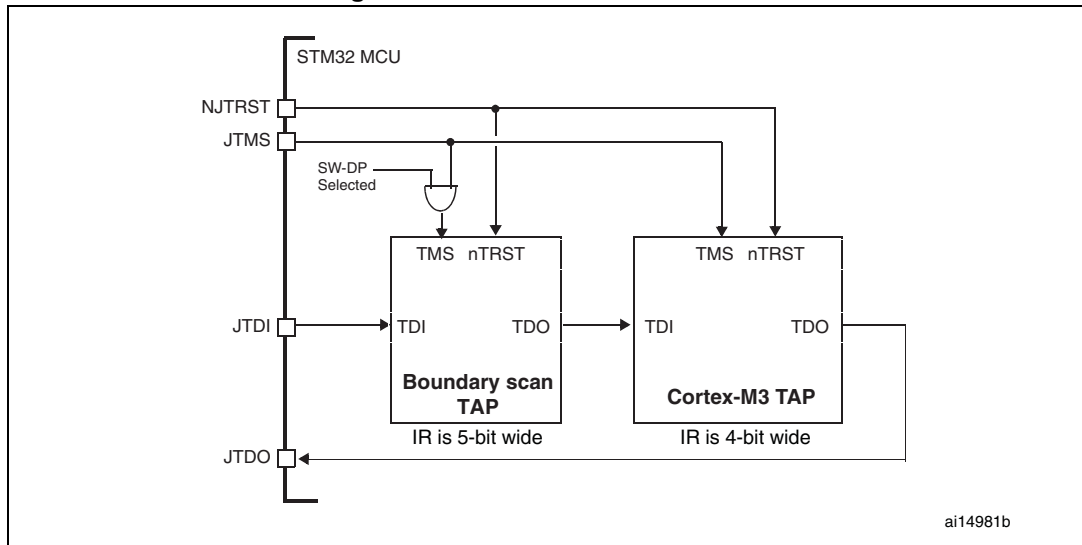 STM32 MCU
NJTRST
JTMS
SW-DP
Selected
TMS nTRST
TMS nTRST
JTDI
TDI
TDO
TDI
TDO
Boundary scan
TAP
Cortex-M3 TAP
IR is 5-bit wide
IR is 4-bit wide
JTDO
ai14981b